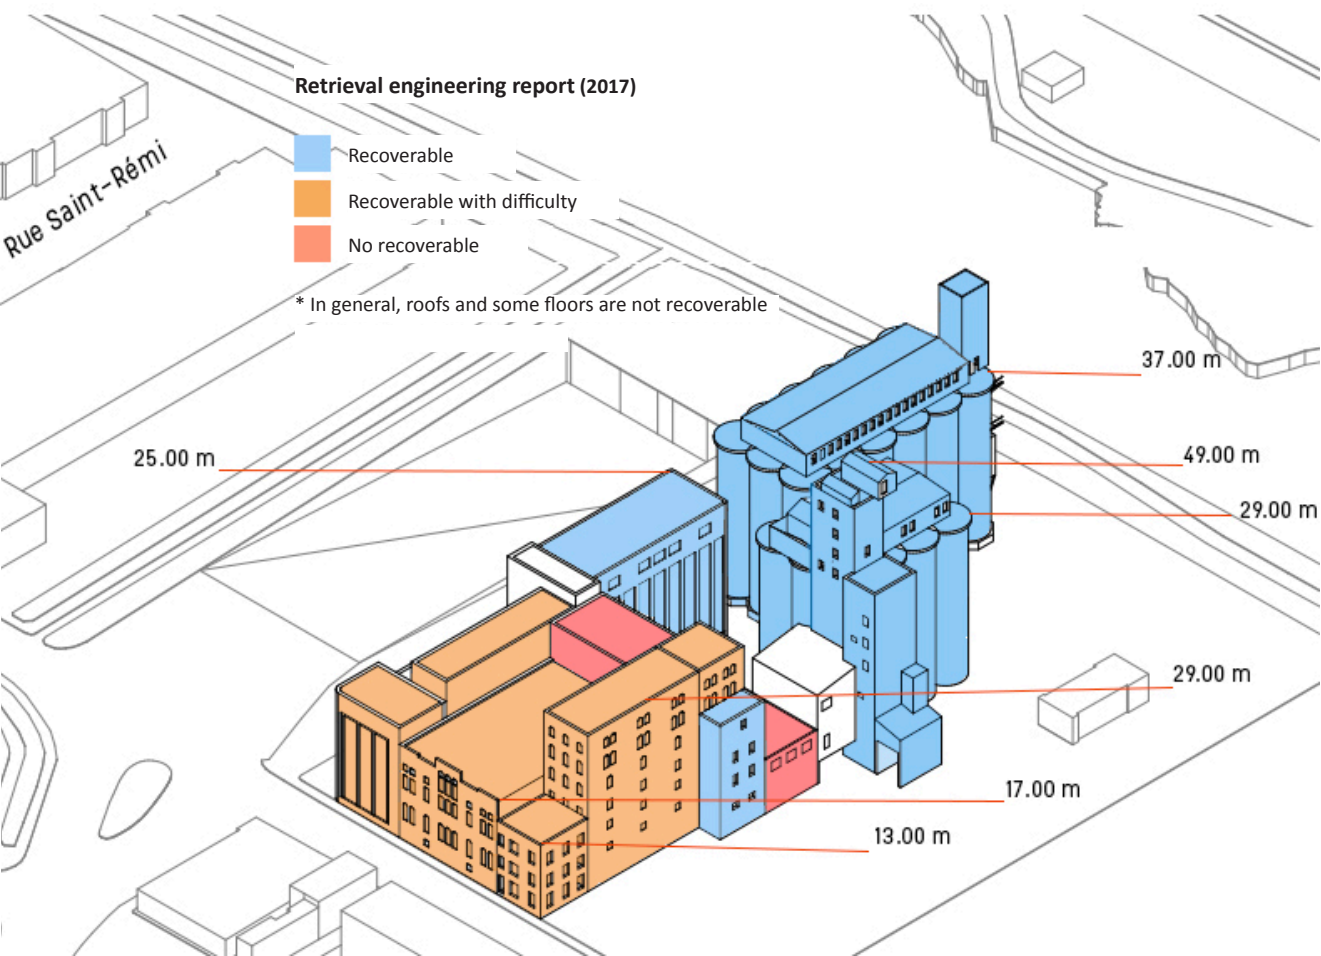 Retrieval engineering report (2017)
Recoverable
Rue Saint-Rémi
Recoverable with difficulty
No recoverable
* In general, roofs and some floors are not recoverable
37.00 m
25.00 m
49.00 m
29.00 m
29.00 m
17.00 m
13.00 m